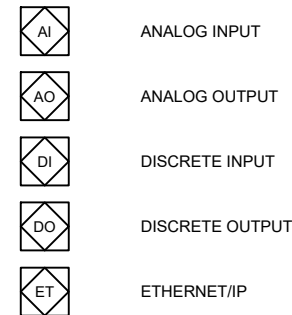 AI ANALOG INPUT
AO ANALOG OUTPUT
DI DISCRETE INPUT
DO DISCRETE OUTPUT
ET ETHERNET/IP